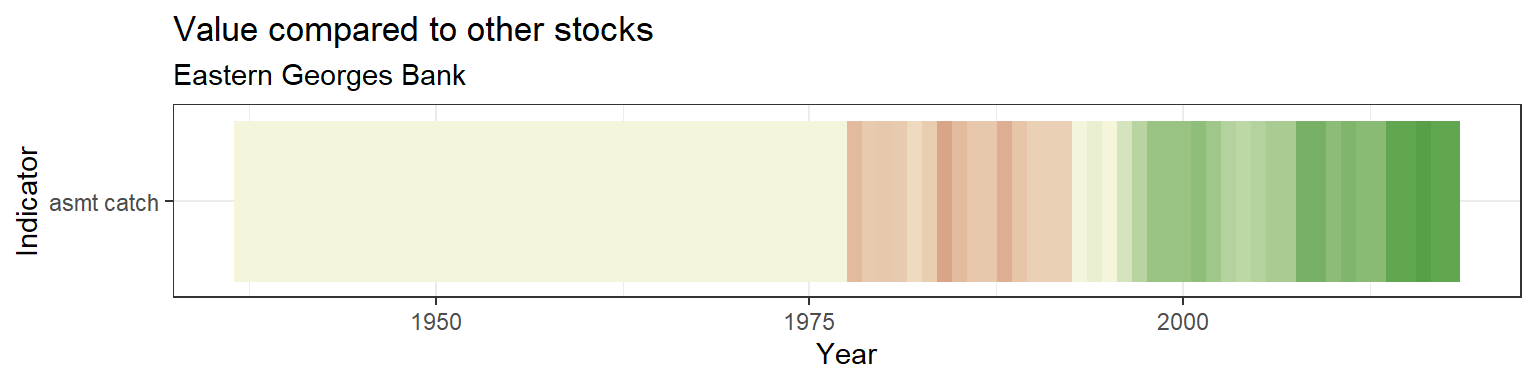 Value compared to other stocks
Eastern Georges Bank
Indicator
asmt catch
1950 1975 2000
Year